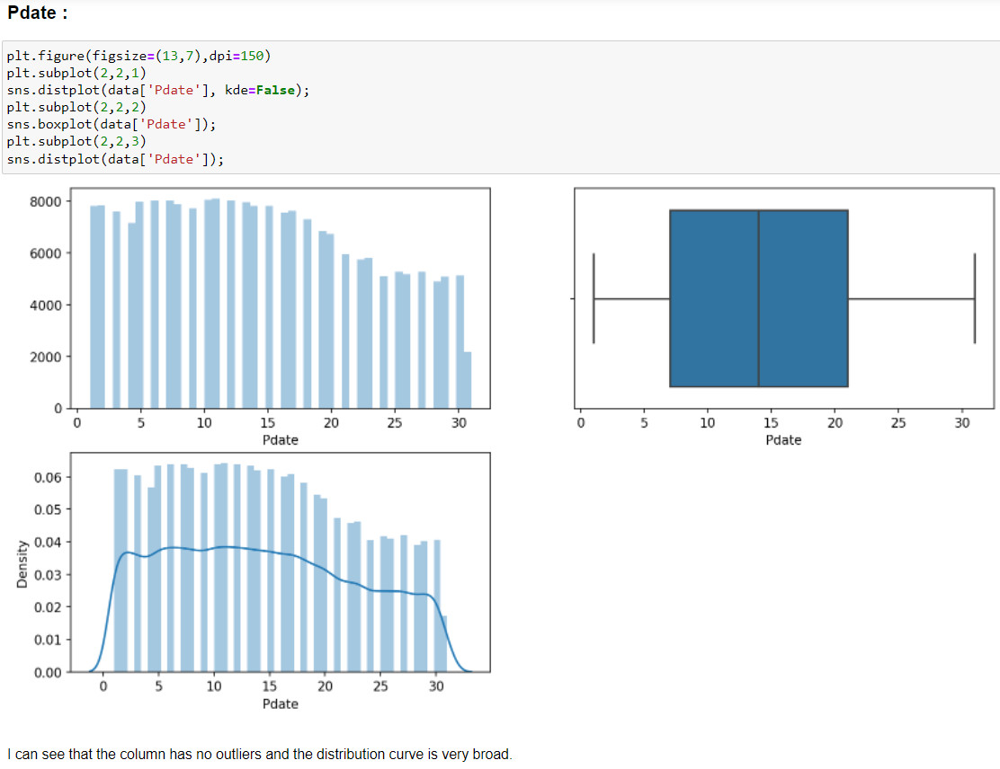 Pdate :
plt.figure(figsize=(13,7),dpi=150)
plt.subplot(2,2,1)
sns.distplot(data['Pdate'], kde=False);
plt.subplot(2,2,2)
sns.boxplot(data['Pdate']);
plt.subplot(2,2,3)
sns.distplot(data['Pdate']);
8000
6000
4000
2000
0
0 5 10 15 20 25 30
Pdate
0 5 10 15 20 25 30
Pdate
Density
0.06
0.05
0.04
0.03
0.02
0.01
0.00
0 5 10 15 20 25 30
Pdate
I can see that the column has no outliers and the distribution curve is very broad.